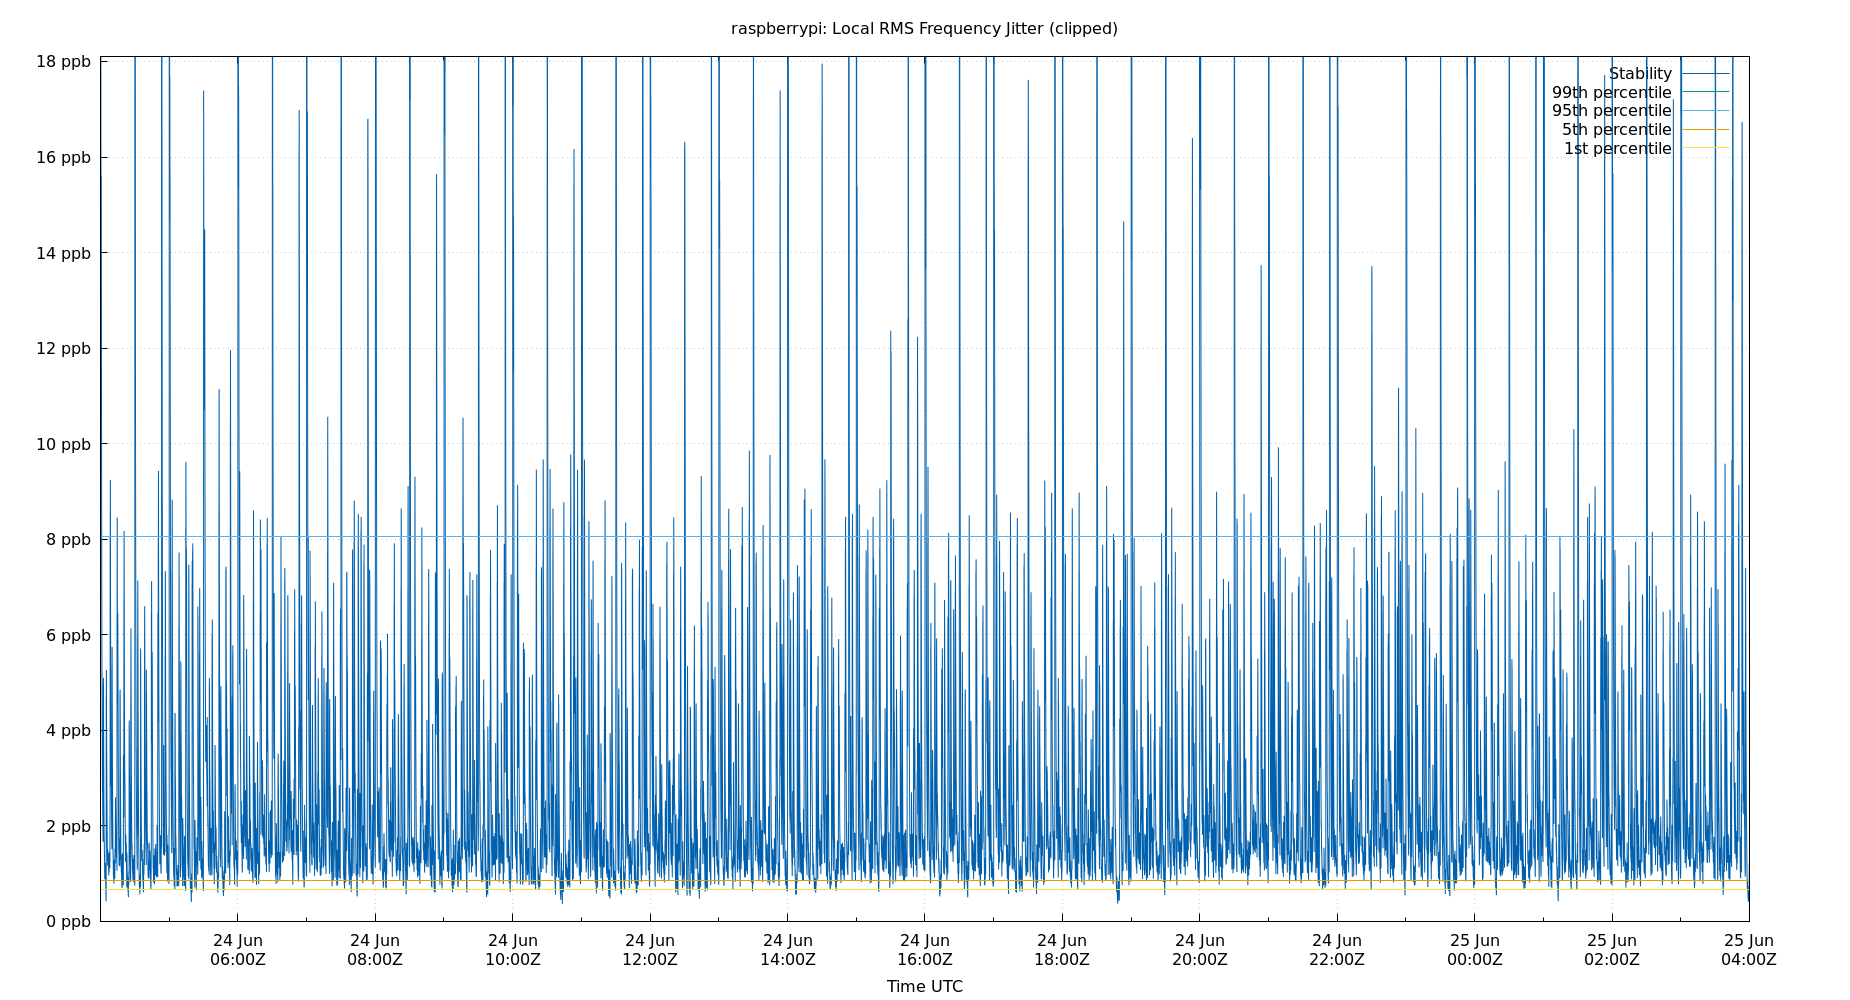 raspberrypi: Local RMS Frequency Jitter (clipped)
18 ppb
16 ppb
14 ppb
12 ppb
10 ppb
8 ppb
6 ppb
4 ppb
2 ppb
0 ppb
Stability
99th percentile
95th percentile
5th percentile
1st percentile
24 Jun 24 Jun 24 Jun 24 Jun 24 Jun 24 Jun 24 Jun 24 Jun 24 Jun 25 Jun 25 Jun 25 Jun
06:00Z 08:00Z 10:00Z 12:00Z 14:00Z 16:00Z 18:00Z 20:00Z 22:00Z 00:00Z 02:00Z 04:00Z
Time UTC